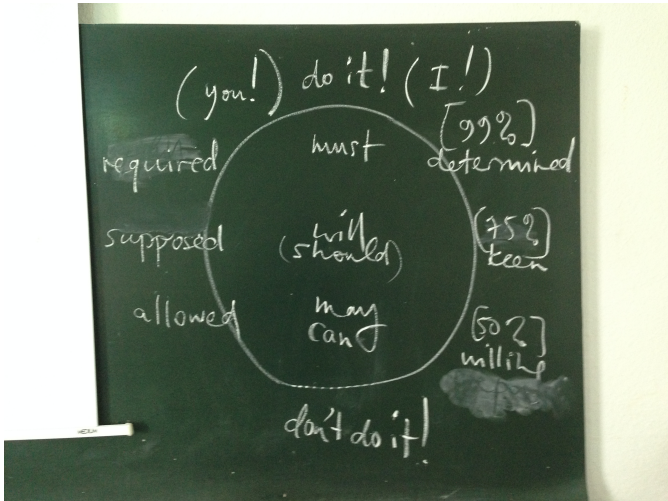 (you!) do it! (I!)
[99%]
required must determined
supposed will [75%]
(should) keen
allowed may [50%]
can willing
don't do it!